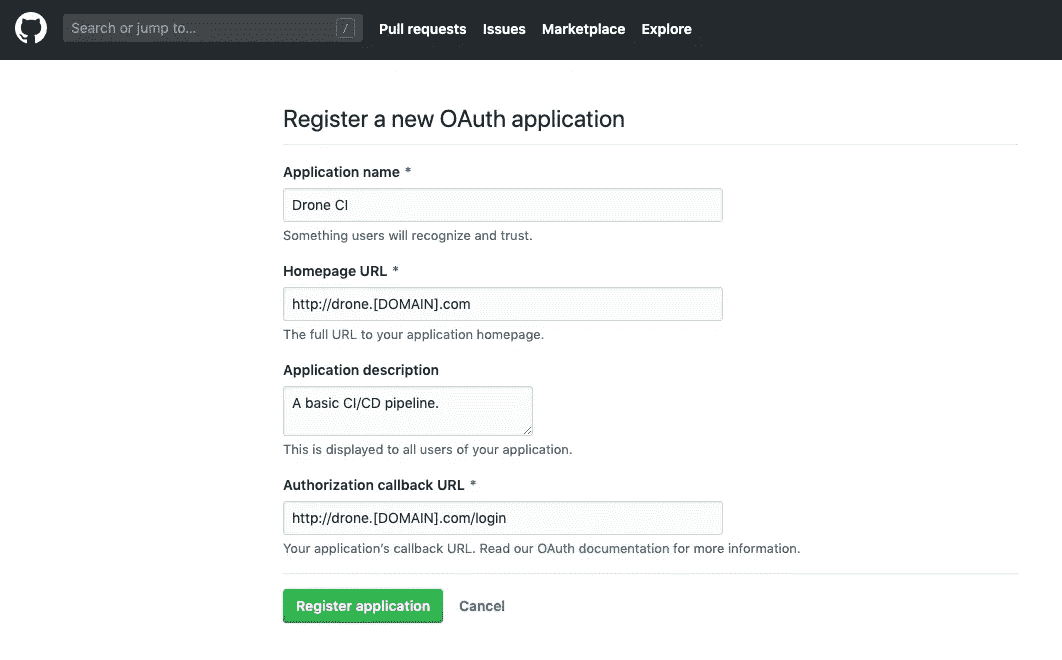 Search or jump to... /
Pull requests Issues Marketplace Explore
Register a new OAuth application
Application name *
Drone CI
Something users will recognize and trust.
Homepage URL *
http://drone.[DOMAIN].com
The full URL to your application homepage.
Application description
A basic CI/CD pipeline.
This is displayed to all users of your application.
Authorization callback URL *
http://drone.[DOMAIN].com/login
Your application’s callback URL. Read our OAuth documentation for more information.
Register application Cancel